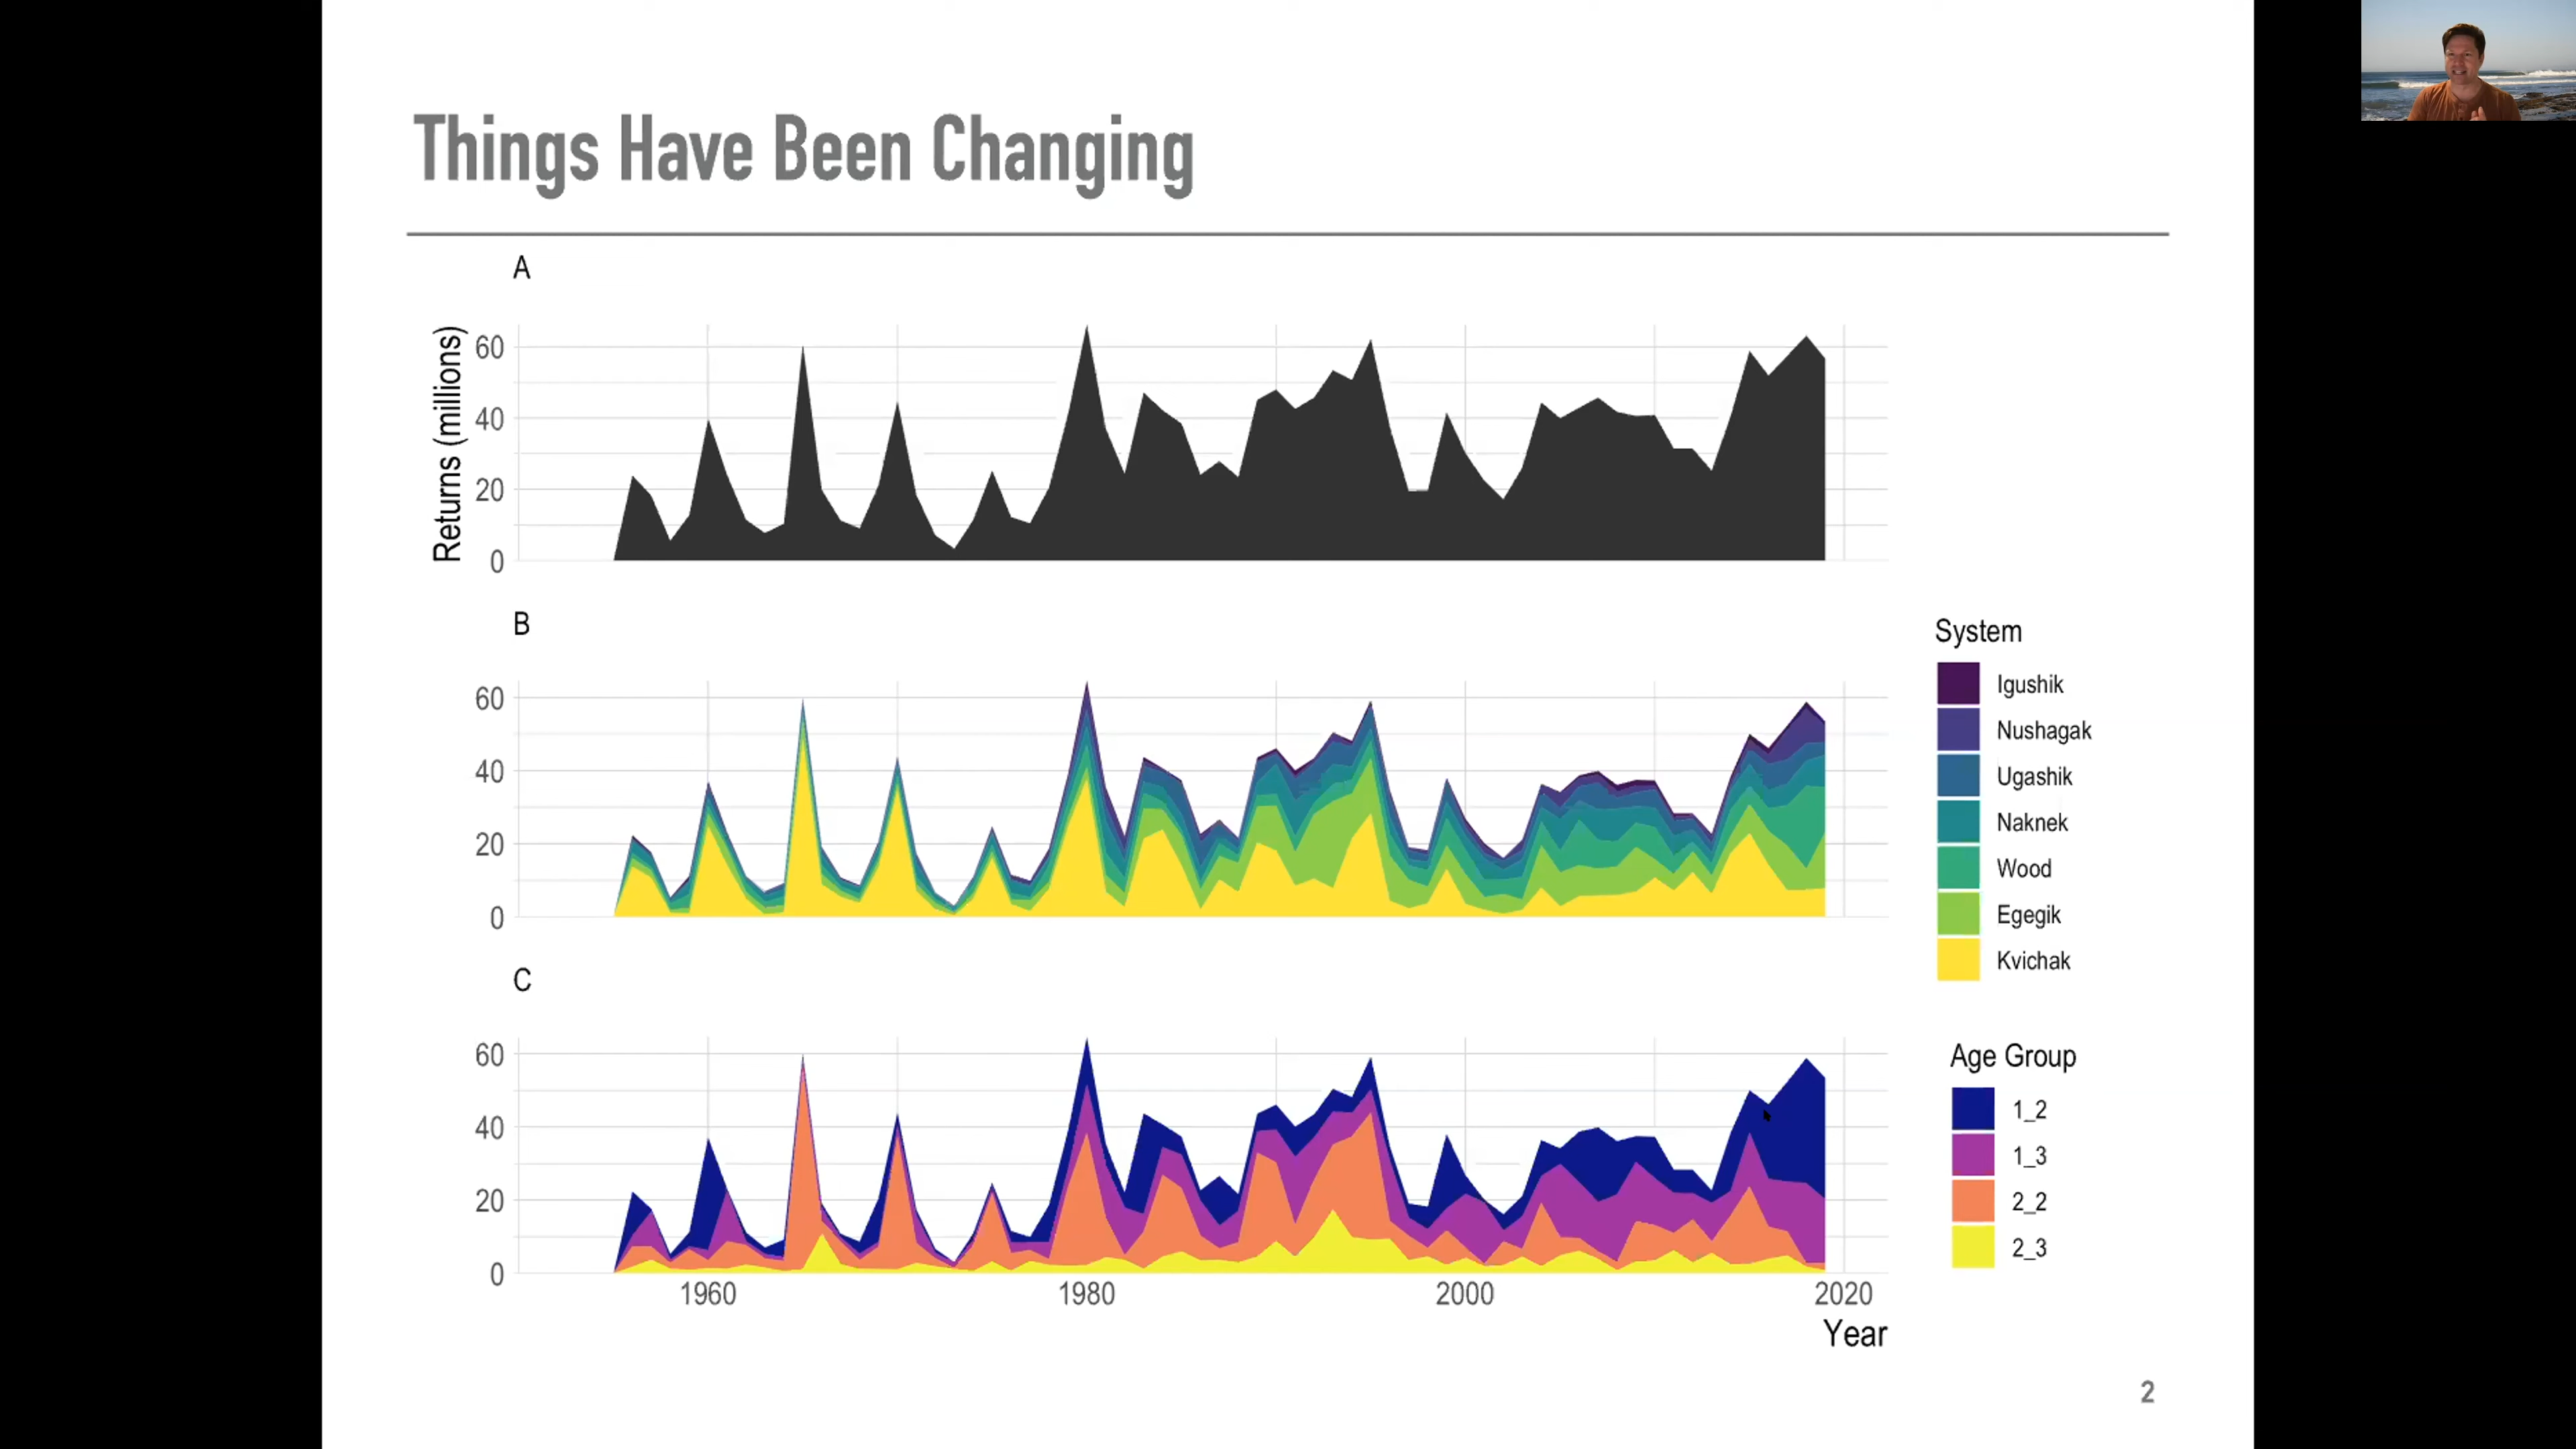 Things Have Been Changing
A
Returns (millions)
60
40
20
0
B
60
40
20
0
System
Igushik
Nushagak
Ugashik
Naknek
Wood
Egegik
Kvichak
C
60
40
20
0
1960 1980 2000 2020
Year
Age Group
1_2
1_3
2_2
2_3
2